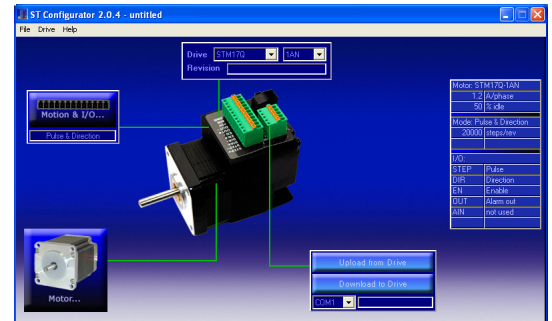 ST Configurator 2.0.4 - untitled
File Drive Help
Drive STM17Q 1AN
Revision
Motion & I/O...
Pulse & Direction
Motor...
Upload from Drive
Download to Drive
COM1
Motor: STM17Q-1AN
1.2 A/phase
50 % idle
Mode: Pulse & Direction
20000 steps/rev
I/O:
STEP Pulse
DIR Direction
EN Enable
OUT Alarm out
AIN not used